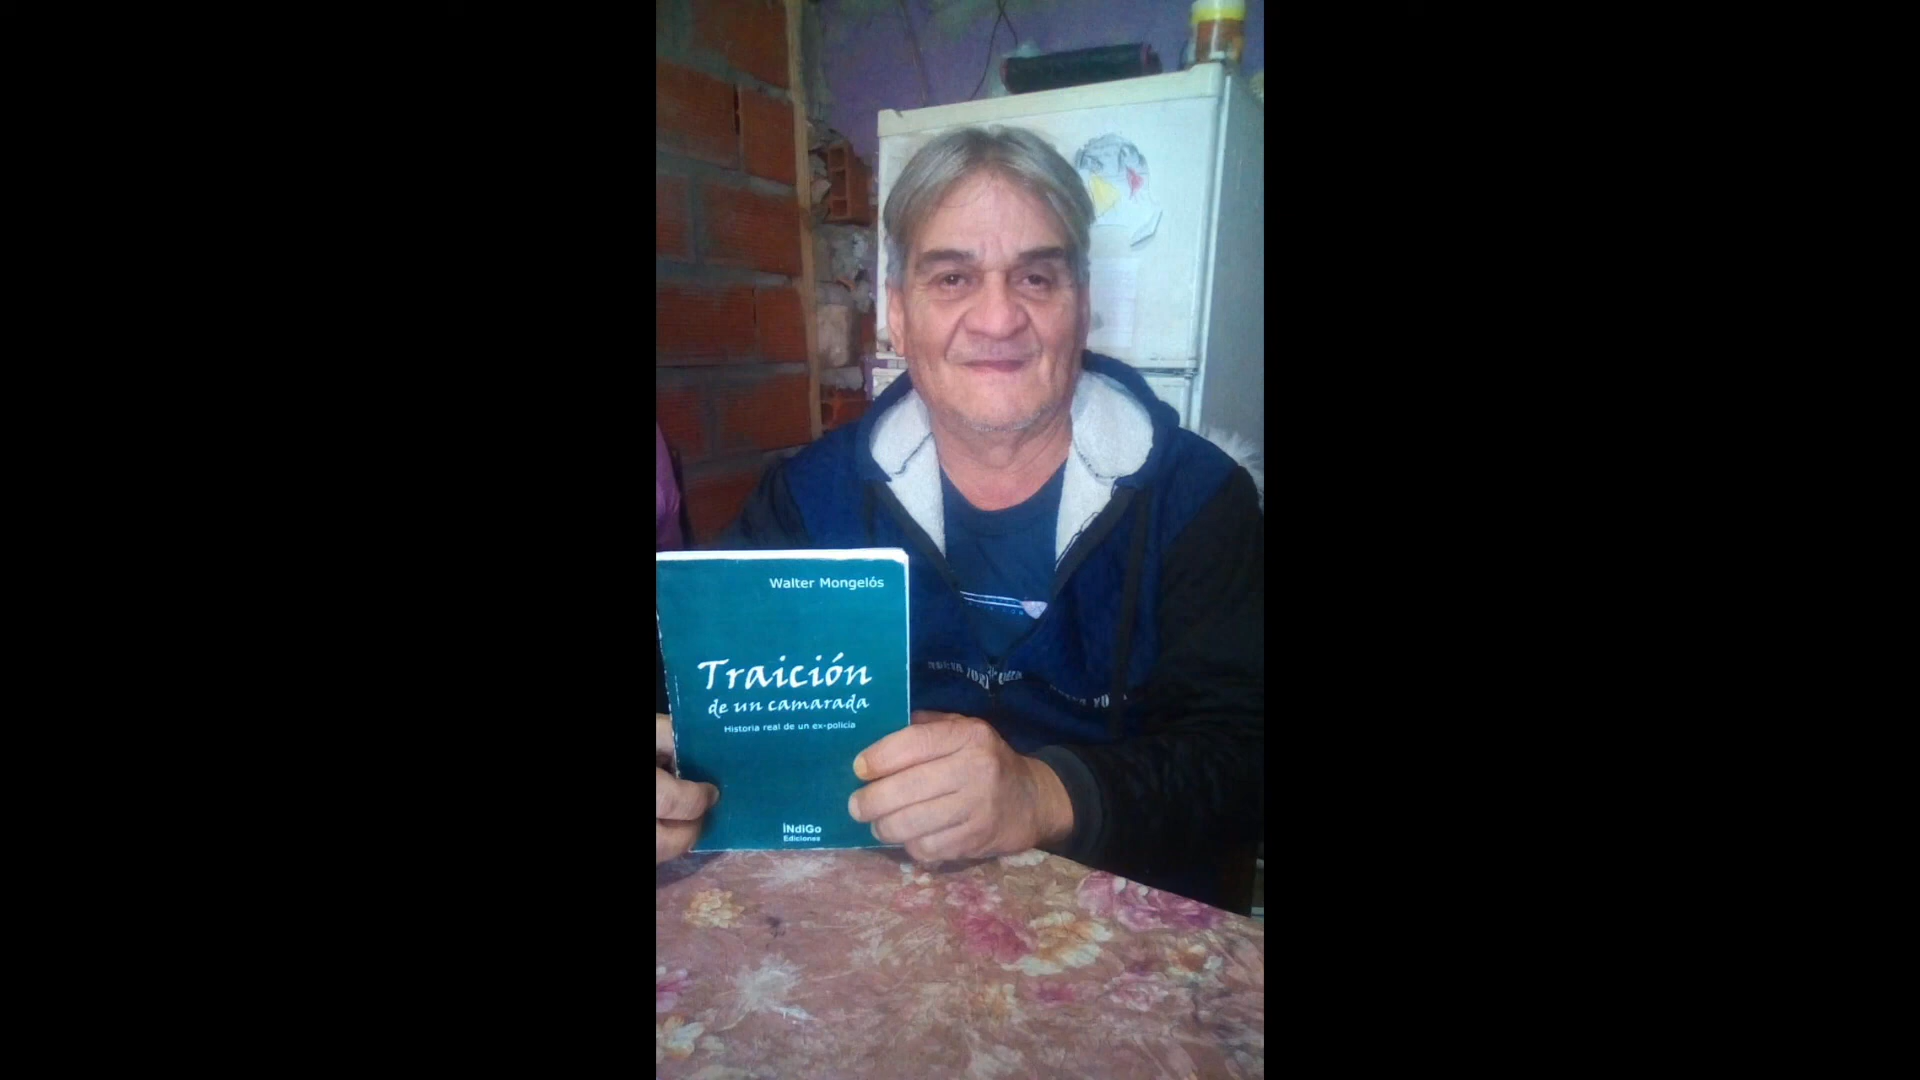 Walter Mongelós
Traición
de un camarada
Historia real de un ex-policía
iNdiGo
Ediciones